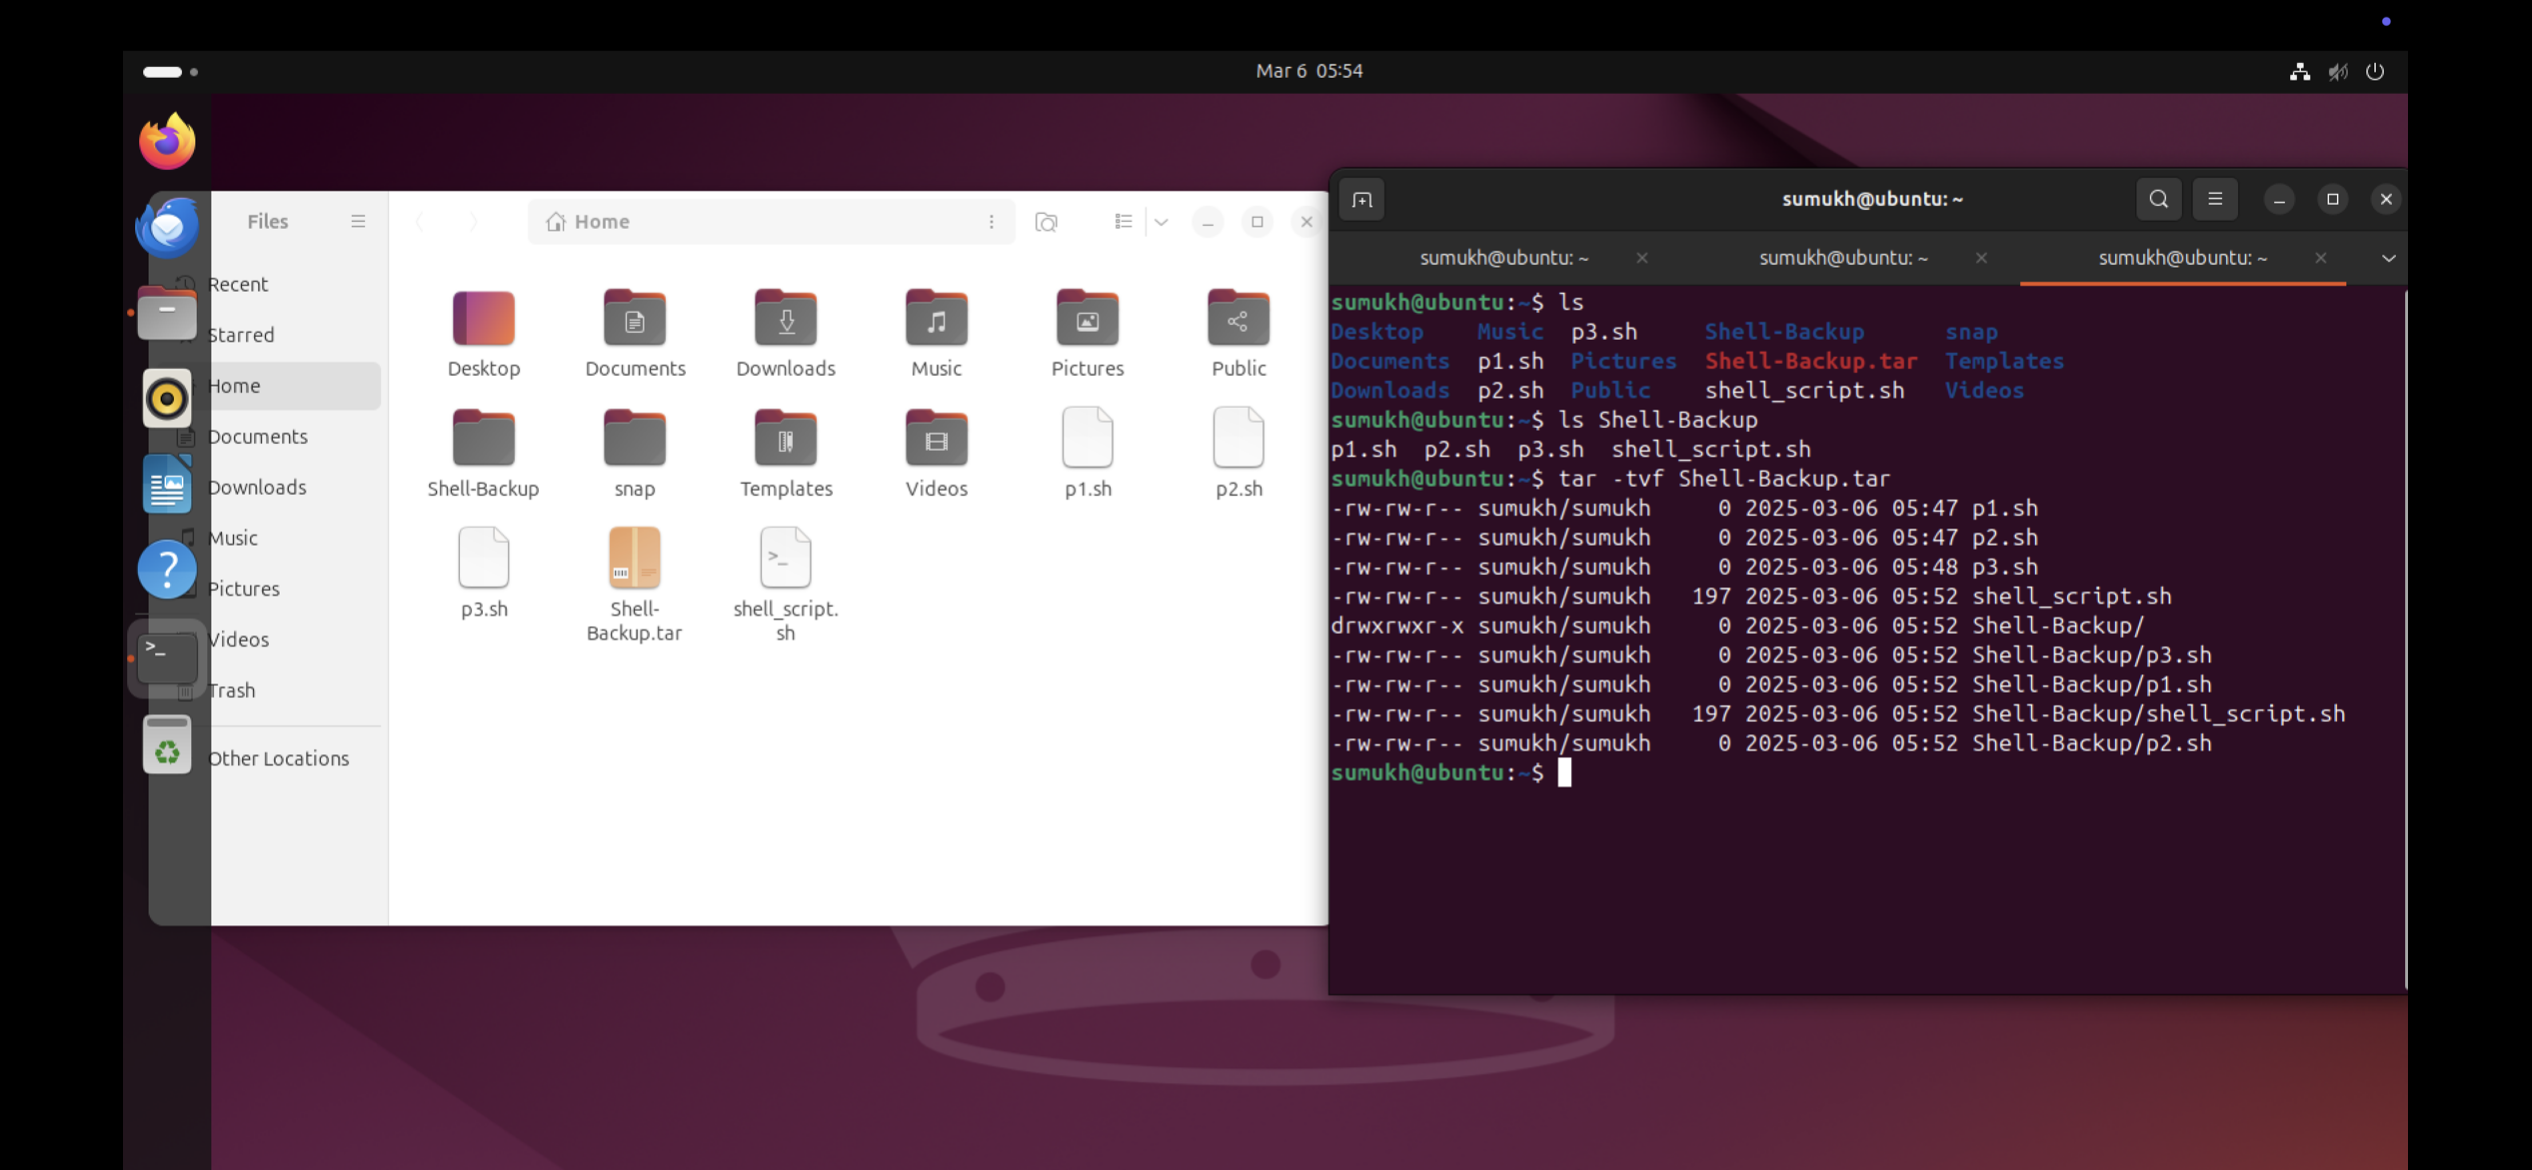 Mar 6 05:54
Files
Home
Recent
Starred
Home
Documents
Downloads
Music
Pictures
Videos
Trash
Other Locations
Desktop Documents Downloads Music Pictures Public
Shell-Backup snap Templates Videos p1.sh p2.sh
p3.sh Shell- shell_script.
Backup.tar sh
sumukh@ubuntu: ~
sumukh@ubuntu: ~ sumukh@ubuntu: ~ sumukh@ubuntu: ~
sumukh@ubuntu:~$ ls
Desktop Music p3.sh Shell-Backup snap
Documents p1.sh Pictures Shell-Backup.tar Templates
Downloads p2.sh Public shell_script.sh Videos
sumukh@ubuntu:~$ ls Shell-Backup
p1.sh p2.sh p3.sh shell_script.sh
sumukh@ubuntu:~$ tar -tvf Shell-Backup.tar
-rw-rw-r-- sumukh/sumukh 0 2025-03-06 05:47 p1.sh
-rw-rw-r-- sumukh/sumukh 0 2025-03-06 05:47 p2.sh
-rw-rw-r-- sumukh/sumukh 0 2025-03-06 05:48 p3.sh
-rw-rw-r-- sumukh/sumukh 197 2025-03-06 05:52 shell_script.sh
drwxrwxr-x sumukh/sumukh 0 2025-03-06 05:52 Shell-Backup/
-rw-rw-r-- sumukh/sumukh 0 2025-03-06 05:52 Shell-Backup/p3.sh
-rw-rw-r-- sumukh/sumukh 0 2025-03-06 05:52 Shell-Backup/p1.sh
-rw-rw-r-- sumukh/sumukh 197 2025-03-06 05:52 Shell-Backup/shell_script.sh
-rw-rw-r-- sumukh/sumukh 0 2025-03-06 05:52 Shell-Backup/p2.sh
sumukh@ubuntu:~$